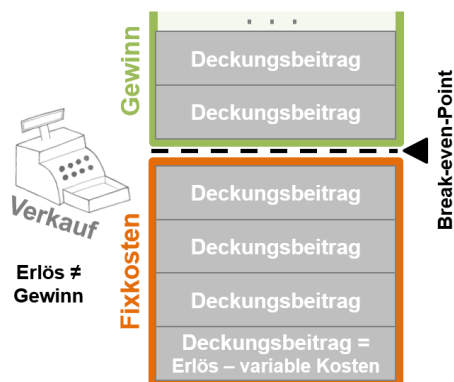 . . .
Gewinn
Deckungsbeitrag
Deckungsbeitrag
Break-even-Point
Verkauf
Erlös ≠
Gewinn
Fixkosten
Deckungsbeitrag
Deckungsbeitrag
Deckungsbeitrag
Deckungsbeitrag =
Erlös – variable Kosten